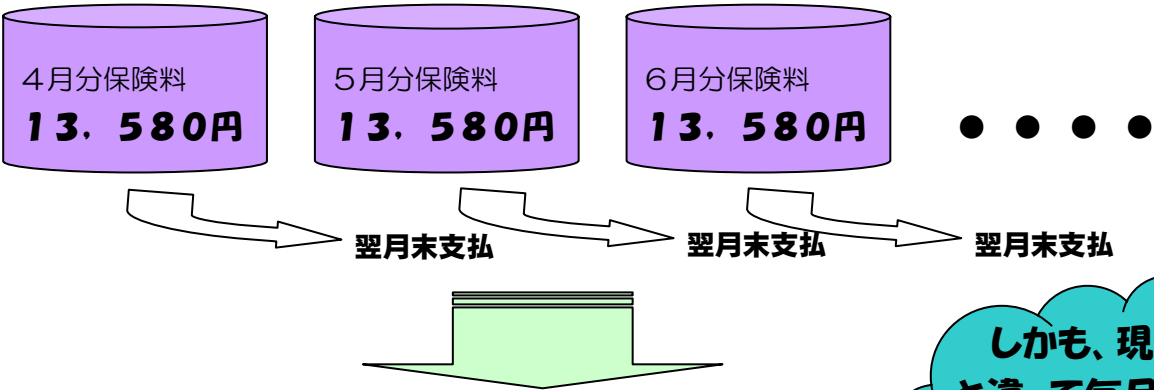 ４月分保険料
１３，５８０円
５月分保険料
１３，５８０円
６月分保険料
１３，５８０円
翌月末支払
翌月末支払
翌月末支払
しかも、現